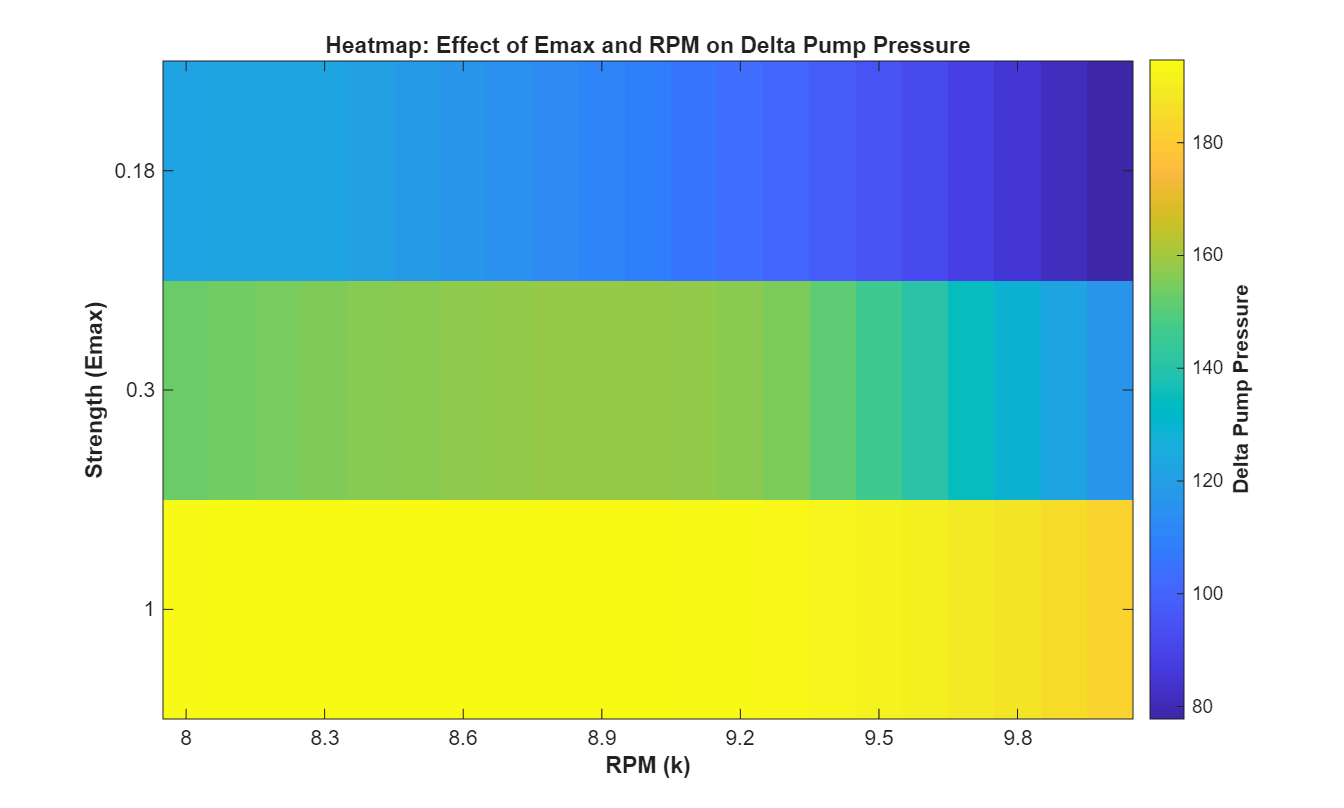 Heatmap: Effect of Emax and RPM on Delta Pump Pressure
Strength (Emax)
0.18
0.3
1
8 8.3 8.6 8.9 9.2 9.5 9.8
RPM (k)
180
160
140
120
100
80
Delta Pump Pressure